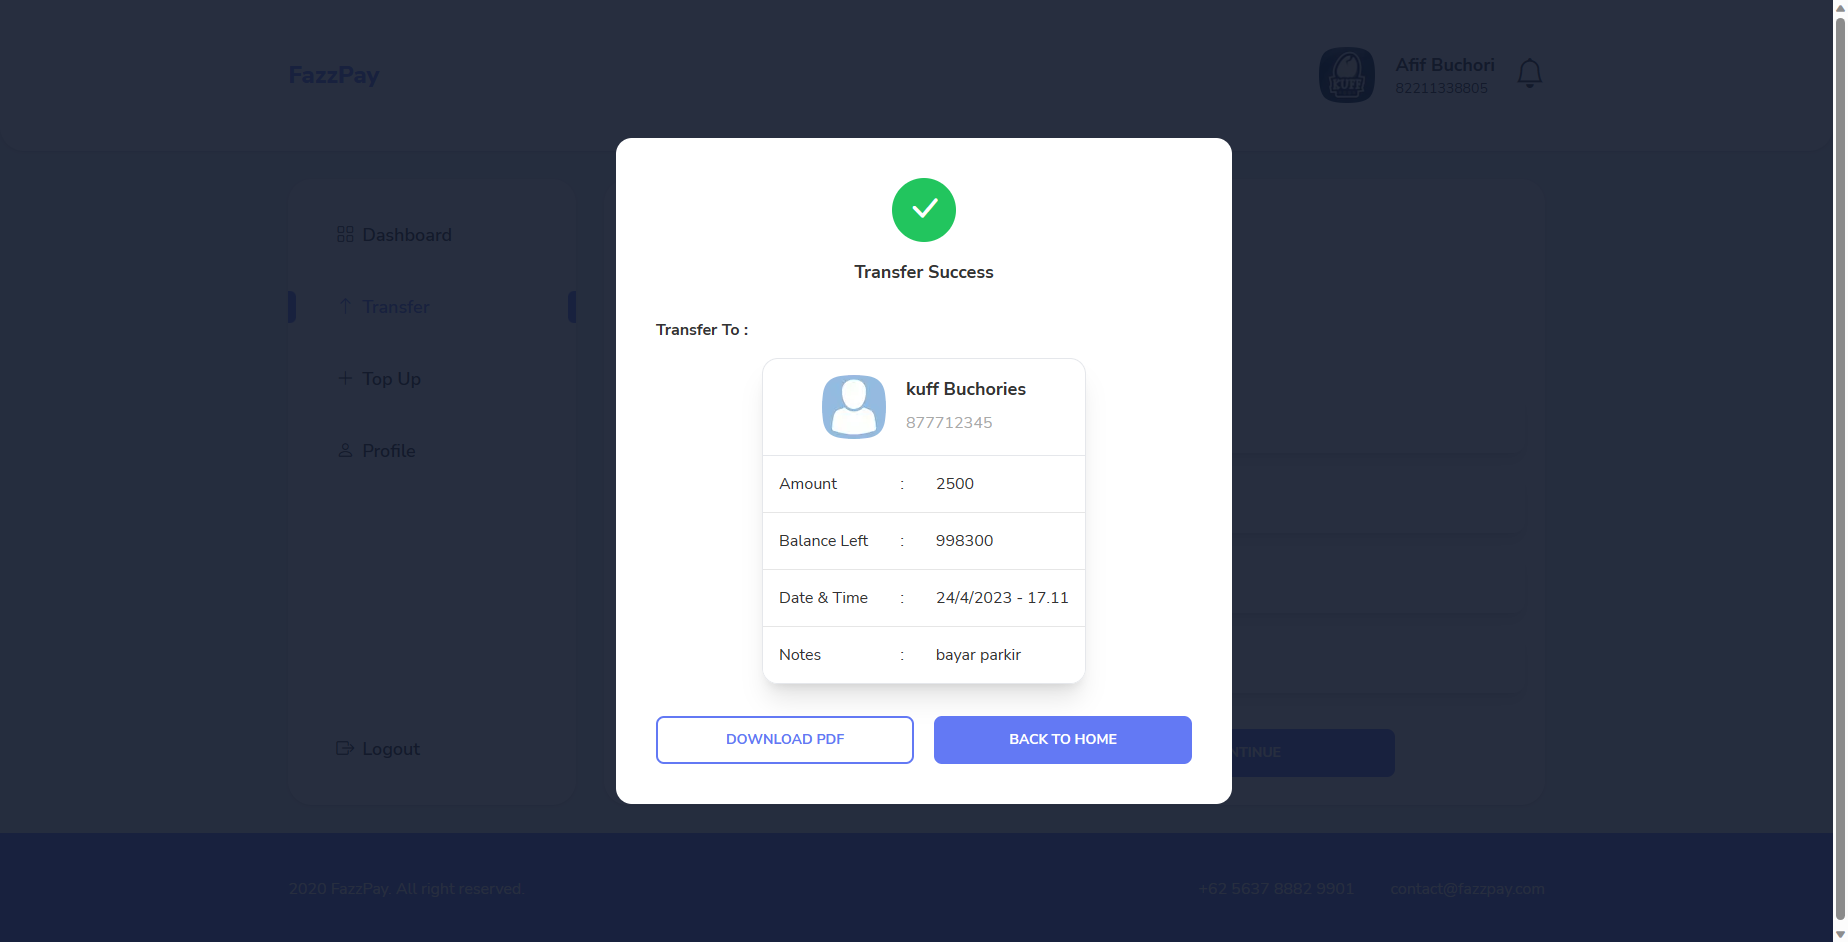 FazzPay
KUFF
Afif Buchori
82211338805
Dashboard
Transfer
Top Up
Profile
Logout
Transfer Success
Transfer To :
kuff Buchories
877712345
Amount : 2500
Balance Left : 998300
Date & Time : 24/4/2023 - 17.11
Notes : bayar parkir
DOWNLOAD PDF
BACK TO HOME
NTINUE
2020 FazzPay. All right reserved.
+62 5637 8882 9901
contact@fazzpay.com